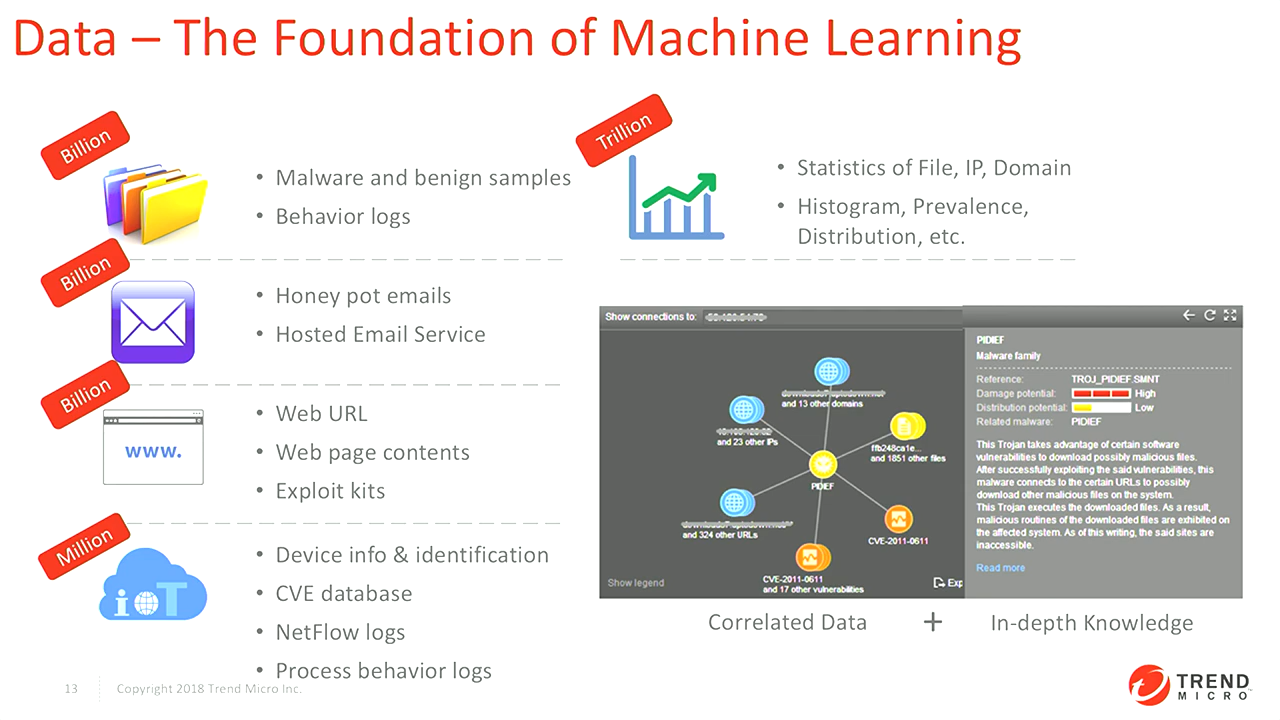 Data – The Foundation of Machine Learning
Billion
• Malware and benign samples
• Behavior logs
Billion
• Honey pot emails
• Hosted Email Service
Billion
www.
• Web URL
• Web page contents
• Exploit kits
Million
IoT
• Device info & identification
• CVE database
• NetFlow logs
• Process behavior logs
Trillion
• Statistics of File, IP, Domain
• Histogram, Prevalence,
Distribution, etc.
Show connections to:
and 13 other domains
and 23 other IPs
ffb248ca1e...
and 1851 other files
PIDIEF
and 324 other URLs
CVE-2011-0611
CVE-2011-0611
and 17 other vulnerabilities
Show legend
Exp
PIDIEF
Malware family
Reference: TROJ_PIDIEF.SMNT
Damage potential: High
Distribution potential: Low
Related malware: PIDIEF
This Trojan takes advantage of certain software
vulnerabilities to download possibly malicious files.
After successfully exploiting the said vulnerabilities, this
malware connects to the certain URLs to possibly
download other malicious files on the system.
This Trojan executes the downloaded files. As a result,
malicious routines of the downloaded files are exhibited on
the affected system. As of this writing, the said sites are
inaccessible.
Read more
Correlated Data + In-depth Knowledge
13
Copyright 2018 Trend Micro Inc.
TREND
MICRO